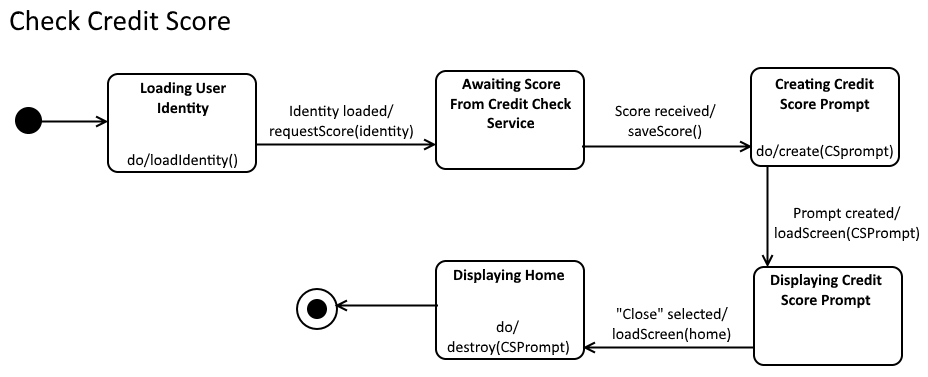 Check Credit Score
Loading User
Identity
do/loadIdentity()
Identity loaded/
requestScore(identity)
Awaiting Score
From Credit Check
Service
Score received/
saveScore()
Creating Credit
Score Prompt
do/create(CSprompt)
Prompt created/
loadScreen(CSPrompt)
Displaying Credit
Score Prompt
"Close" selected/
loadScreen(home)
Displaying Home
do/
destroy(CSPrompt)